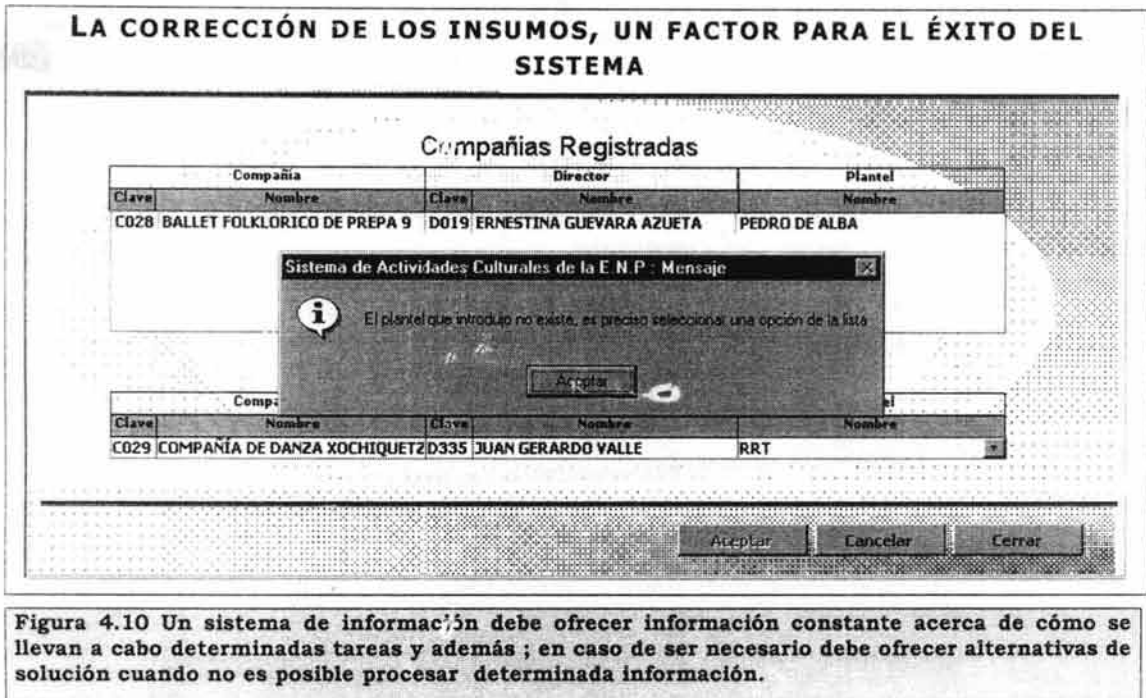 LA CORRECCIÓN DE LOS INSUMOS, UN FACTOR PARA EL ÉXITO DEL
SISTEMA
Compañias Registradas
Compañía Director Plantel
Clave Nombre Clave Nombre Nombre
C028 BALLET FOLKLORICO DE PREPA 9 D019 ERNESTINA GUEVARA AZUETA PEDRO DE ALBA
Sistema de Actividades Culturales de la E.N.P : Mensaje
El plantel que introdujo no existe, es preciso seleccionar una opción de la lista
Aceptar
Compa el
Clave Nombre Clave Nombre Nombre
C029 COMPAÑÍA DE DANZA XOCHIQUETZ D335 JUAN GERARDO VALLE RRT
Aceptar Cancelar Cerrar
Figura 4.10 Un sistema de información debe ofrecer información constante acerca de cómo se
llevan a cabo determinadas tareas y además ; en caso de ser necesario debe ofrecer alternativas de
solución cuando no es posible procesar determinada información.